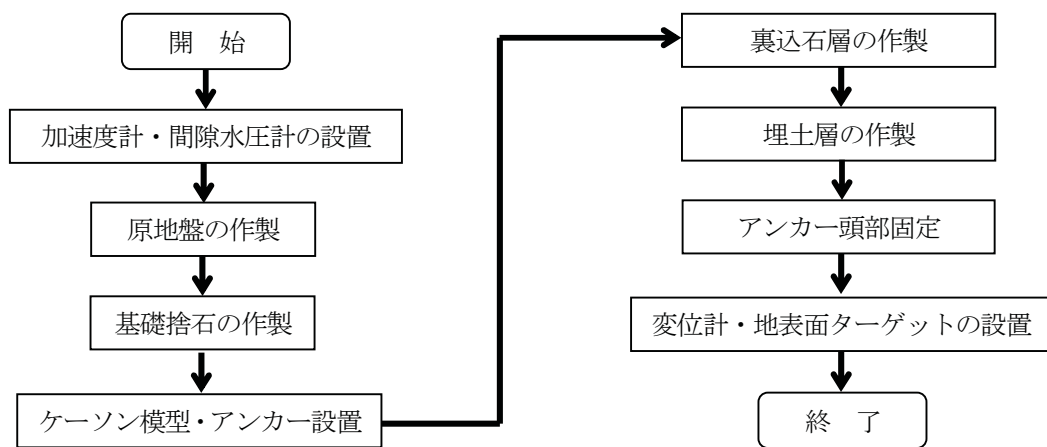 開　始
加速度計・間隙水圧計の設置
原地盤の作製
基礎捨石の作製
ケーソン模型・アンカー設置
裏込石層の作製
埋土層の作製
アンカー頭部固定
変位計・地表面ターゲットの設置
終　了